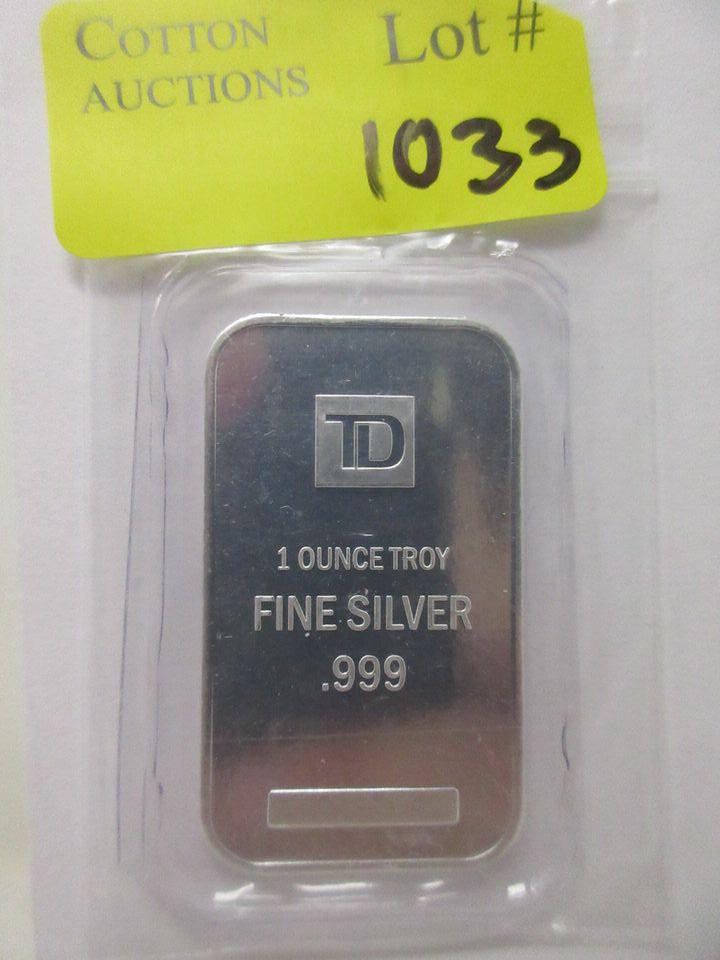 COTTON
AUCTIONS
Lot #
1033
TD
1 OUNCE TROY
FINE SILVER
.999